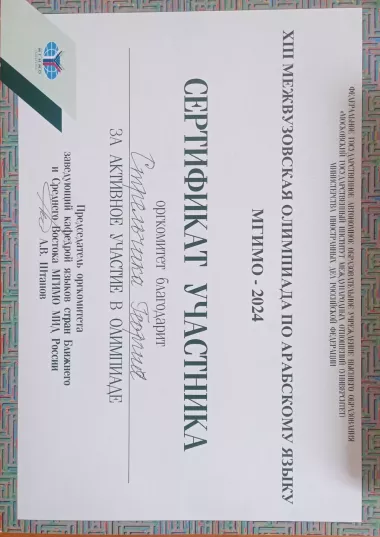 ФЕДЕРАЛЬНОЕ ГОСУДАРСТВЕННОЕ АВТОНОМНОЕ ОБРАЗОВАТЕЛЬНОЕ УЧРЕЖДЕНИЕ ВЫСШЕГО ОБРАЗОВАНИЯ
«МОСКОВСКИЙ ГОСУДАРСТВЕННЫЙ ИНСТИТУТ МЕЖДУНАРОДНЫХ ОТНОШЕНИЙ (УНИВЕРСИТЕТ)
МИНИСТЕРСТВА ИНОСТРАННЫХ ДЕЛ РОССИЙСКОЙ ФЕДЕРАЦИИ»
XIII МЕЖВУЗОВСКАЯ ОЛИМПИАДА ПО АРАБСКОМУ ЯЗЫКУ
МГИМО - 2024
СЕРТИФИКАТ УЧАСТНИКА
оргкомитет благодарит
ЗА АКТИВНОЕ УЧАСТИЕ В ОЛИМПИАДЕ
Председатель оргкомитета
заведующий кафедрой языков стран Ближнего
и Среднего Востока МГИМО МИД России
А.В. Штанов